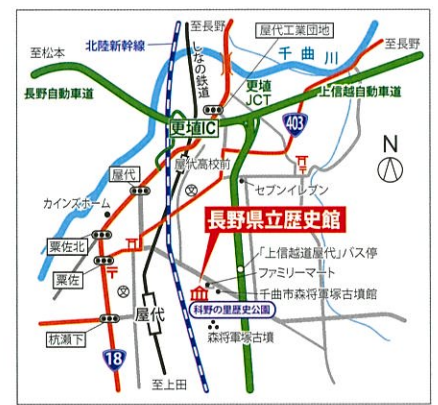 至長野
屋代工業団地
至長野
北陸新幹線
しなの鉄道
千曲川
至松本
更埴
JCT
長野自動車道
上信越自動車道
更埴IC
403
N
屋代高校前
屋代
セブンイレブン
カインズホーム
長野県立歴史館
粟佐北
「上信越道屋代」バス停
粟佐
ファミリーマート
千曲市森将軍塚古墳館
科野の里歴史公園
屋代
杭瀬下
森将軍塚古墳
18
至上田